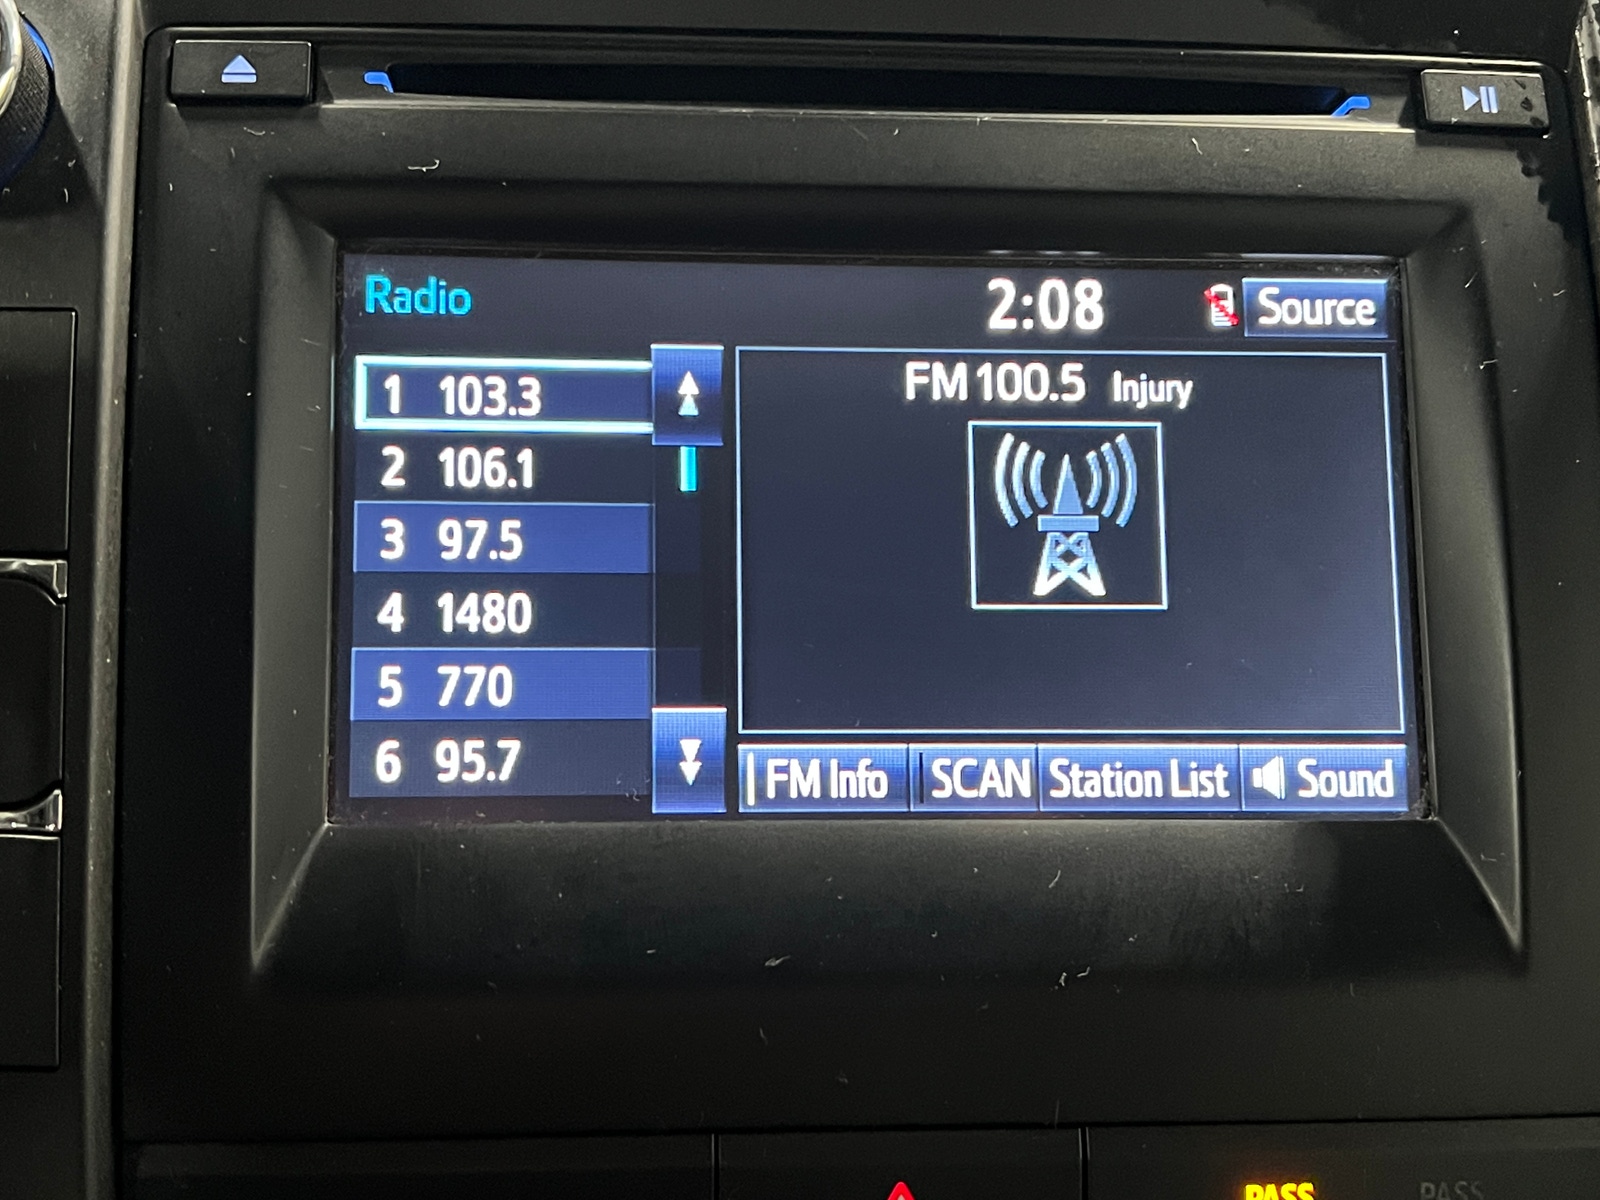 Radio 2:08 Source
1 103.3
2 106.1
3 97.5
4 1480
5 770
6 95.7
FM 100.5 Injury
FM Info SCAN Station List Sound
PASS PASS